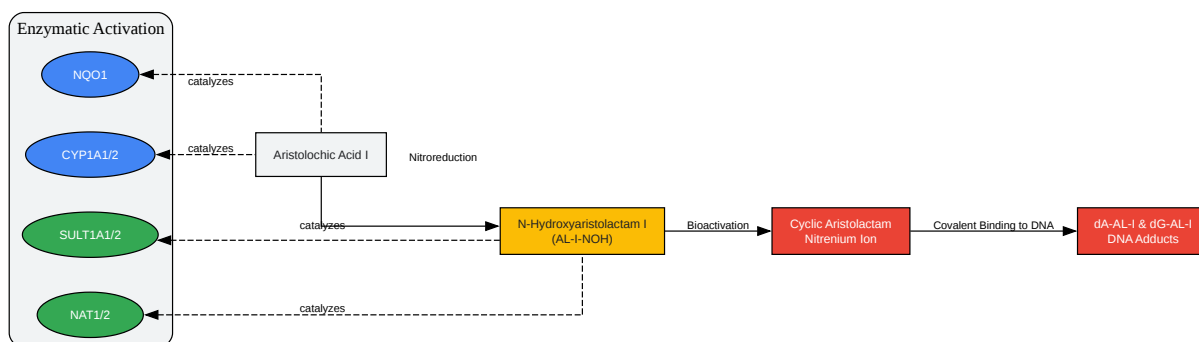 Enzymatic Activation
NQO1
catalyzes
CYP1A1/2
catalyzes
Aristolochic Acid I
Nitroreduction
SULT1A1/2
catalyzes
N-Hydroxyaristolactam I
(AL-I-NOH)
Bioactivation
Cyclic Aristolactam
Nitrenium Ion
Covalent Binding to DNA
dA-AL-I & dG-AL-I
DNA Adducts
NAT1/2
catalyzes